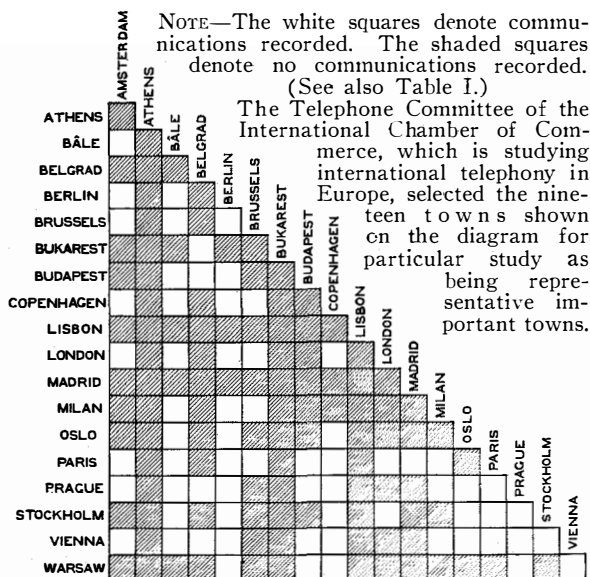 NOTE—The white squares denote commu-
nications recorded. The shaded squares
denote no communications recorded.
(See also Table I.)
The Telephone Committee of the
International Chamber of Com-
merce, which is studying
international telephony in
Europe, selected the nine-
teen towns shown
on the diagram for
particular study as
being repre-
sentative im-
portant towns.
AMSTERDAM
ATHENS
BÂLE
BELGRAD
BERLIN
BRUSSELS
BUKAREST
BUDAPEST
COPENHAGEN
LISBON
LONDON
MADRID
MILAN
OSLO
PARIS
PRAGUE
STOCKHOLM
VIENNA
ATHENS
BÂLE
BELGRAD
BERLIN
BRUSSELS
BUKAREST
BUDAPEST
COPENHAGEN
LISBON
LONDON
MADRID
MILAN
OSLO
PARIS
PRAGUE
STOCKHOLM
VIENNA
WARSAW